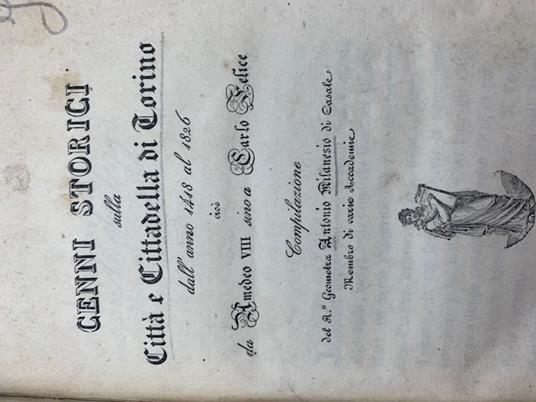 CENNI STORICI
sulla
Città e Cittadella di Torino
dall'anno 1418 al 1826
cioè
da Amedeo VIII sino a Carlo Felice
Compilazione
del R.º Geometra Antonio Milanesio di Casale
Membro di varie Accademie